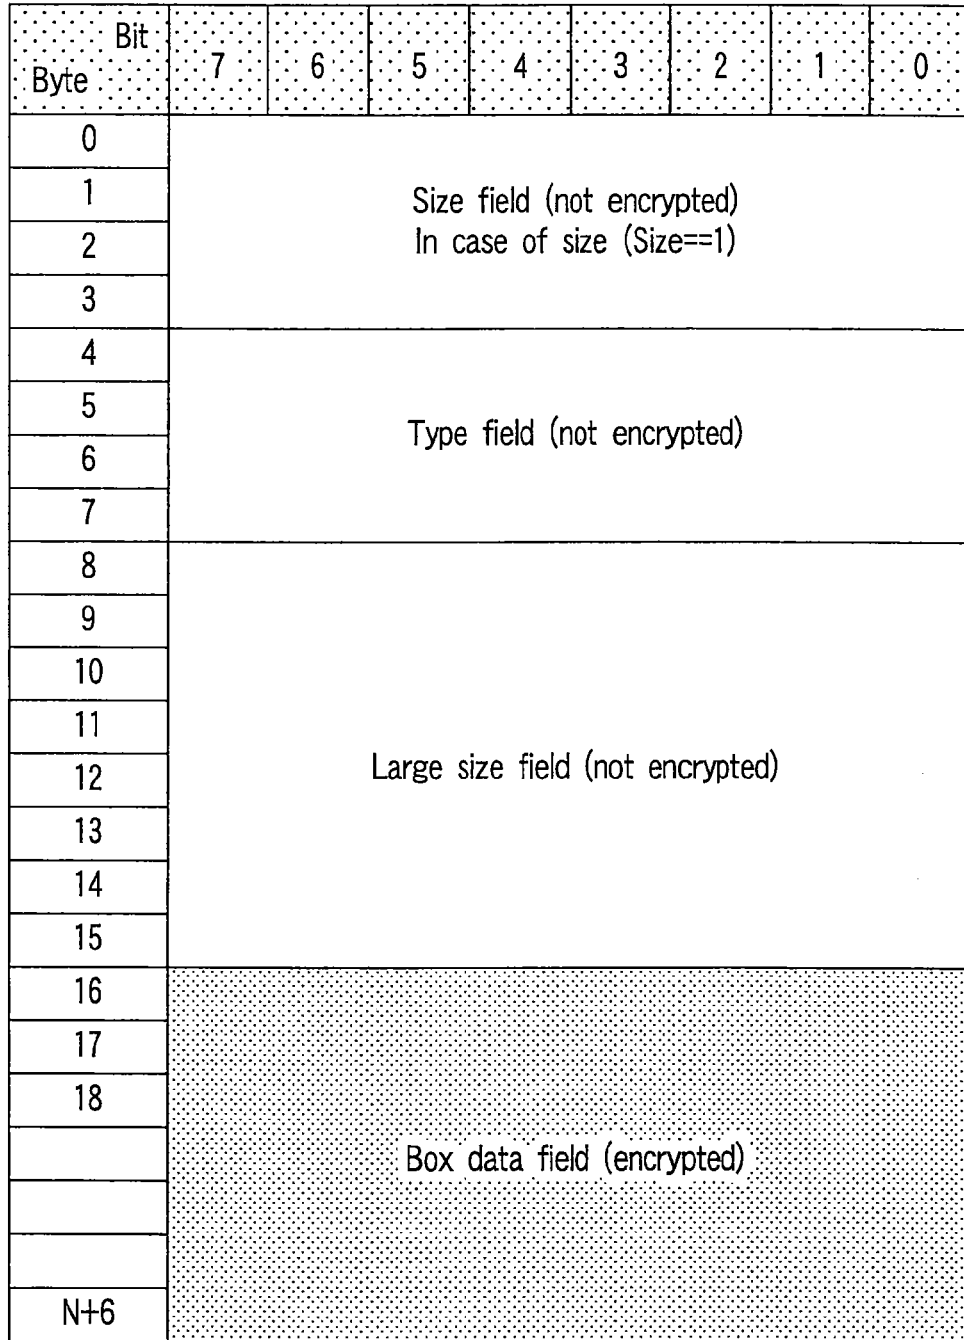 Bit
Byte 7 6 5 4 3 2 1 0
0
1
Size field (not encrypted)
2
In case of size (Size==1)
3
4
5
Type field (not encrypted)
6
7
8
9
10
11
12
Large size field (not encrypted)
13
14
15
16
17
18
Box data field (encrypted)
N+6